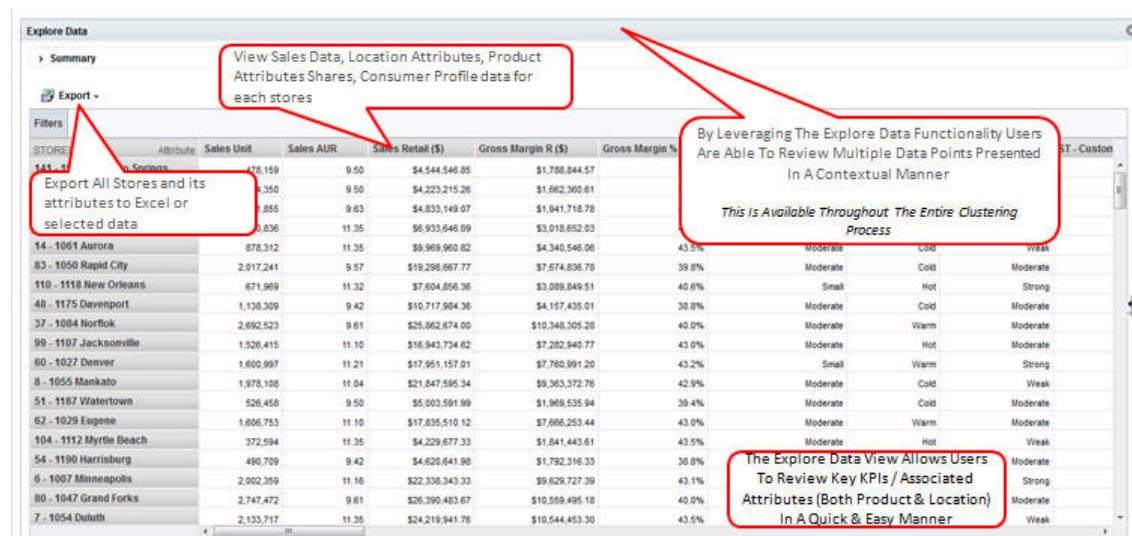 Explore Data
› Summary
Export
View Sales Data, Location Attributes, Product
Attributes Shares, Consumer Profile data for
each stores
By Leveraging The Explore Data Functionality Users
Are Able To Review Multiple Data Points Presented
In A Contextual Manner
This Is Available Throughout The Entire Clustering
Process
Export All Stores and its
attributes to Excel or
selected data
Filters
Attribute Sales Unit Sales AUR Sales Retail ($) Gross Margin R ($) Gross Margin % ST - Custom
Springs 9.50 $4,544,546.85 $1,788,844.57
9.50 $4,223,215.26 $1,662,360.61
9.63 $4,833,149.07 $1,941,718.78
11.35 $6,933,646.09 $3,018,652.03
14 - 1061 Aurora 878,312 11.35 $9,969,960.82 $4,340,546.06 43.5% Moderate Cold Weak
83 - 1050 Rapid City 2,017,241 9.57 $19,298,667.77 $7,674,836.78 39.8% Moderate Cold Moderate
110 - 1118 New Orleans 671,969 11.32 $7,604,856.36 $3,089,849.51 40.6% Small Hot Strong
48 - 1175 Davenport 1,138,309 9.42 $10,717,984.36 $4,157,435.01 38.8% Moderate Cold Moderate
37 - 1084 Norflok 2,692,523 9.61 $25,862,674.00 $10,348,305.28 40.0% Moderate Warm Moderate
99 - 1107 Jacksonville 1,526,415 11.10 $16,943,734.62 $7,282,940.77 43.0% Moderate Hot Moderate
60 - 1027 Denver 1,600,997 11.21 $17,951,157.01 $7,760,991.20 43.2% Small Warm Strong
8 - 1055 Mankato 1,978,108 11.04 $21,847,595.34 $9,363,372.76 42.9% Moderate Cold Weak
51 - 1187 Watertown 526,458 9.50 $5,003,591.99 $1,969,535.94 39.4% Moderate Cold Moderate
62 - 1029 Eugene 1,606,753 11.10 $17,835,510.12 $7,666,253.44 43.0% Moderate Warm Moderate
104 - 1112 Myrtle Beach 372,594 11.35 $4,229,677.33 $1,841,443.61 43.5% Moderate Hot Weak
54 - 1190 Harrisburg 490,709 9.42 $4,620,641.98 $1,792,316.33 38.8% Moderate
6 - 1007 Minneapolis 2,002,359 11.16 $22,338,343.33 $9,629,727.39 43.1% Strong
80 - 1047 Grand Forks 2,747,472 9.61 $26,390,483.67 $10,559,495.18 40.0% Moderate
7 - 1054 Duluth 2,133,717 11.35 $24,219,941.76 $10,544,453.30 43.5% Weak
The Explore Data View Allows Users
To Review Key KPIs / Associated
Attributes (Both Product & Location)
In A Quick & Easy Manner